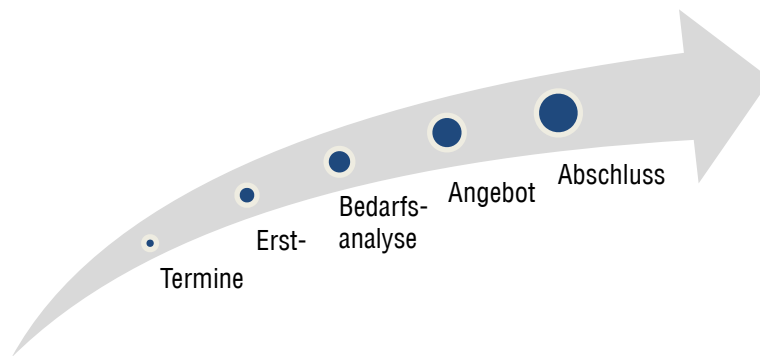 Termine
Erst-
Bedarfs-
analyse
Angebot
Abschluss